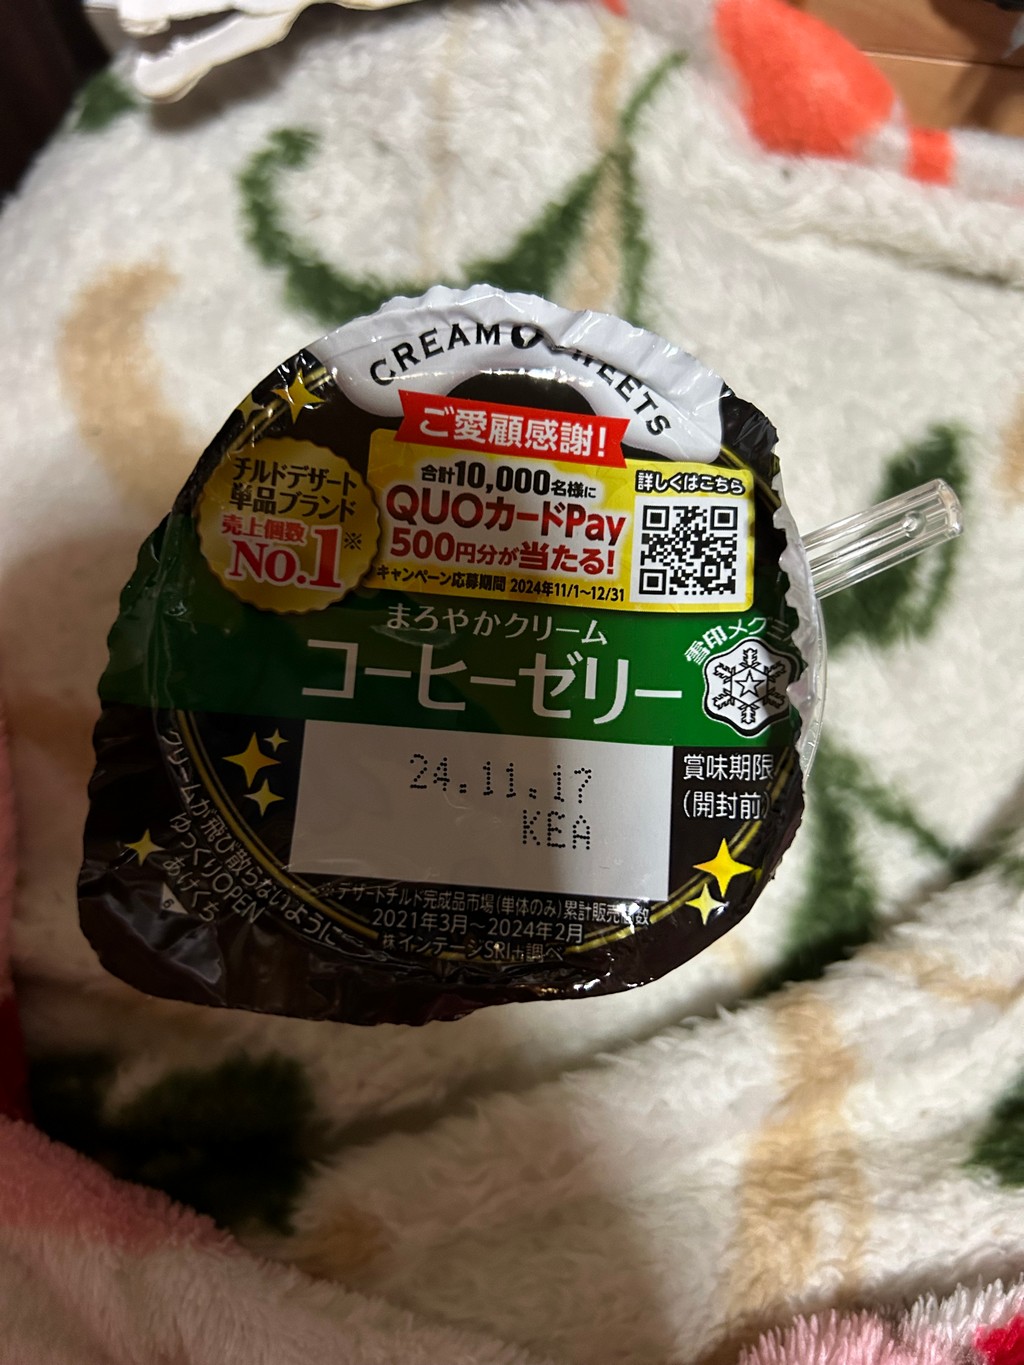 CREAM SWEETS
ご愛顧感謝!
チルドデザート
単品ブランド
売上個数
No.1※
合計10,000名様に
QUOカードPay
500円分が当たる!
キャンペーン応募期間 2024年11/1~12/31
詳しくはこちら
まろやかクリーム
コーヒーゼリー
雪印メグ
24.11.17
KEA
賞味期限
(開封前)
クリームが飛び散らないように
ゆっくりOPEN
あけくち
※デザートチルド完成品市場(単体のみ)累計販売個数
2021年3月~2024年2月
㈱インテージSRI+調べ